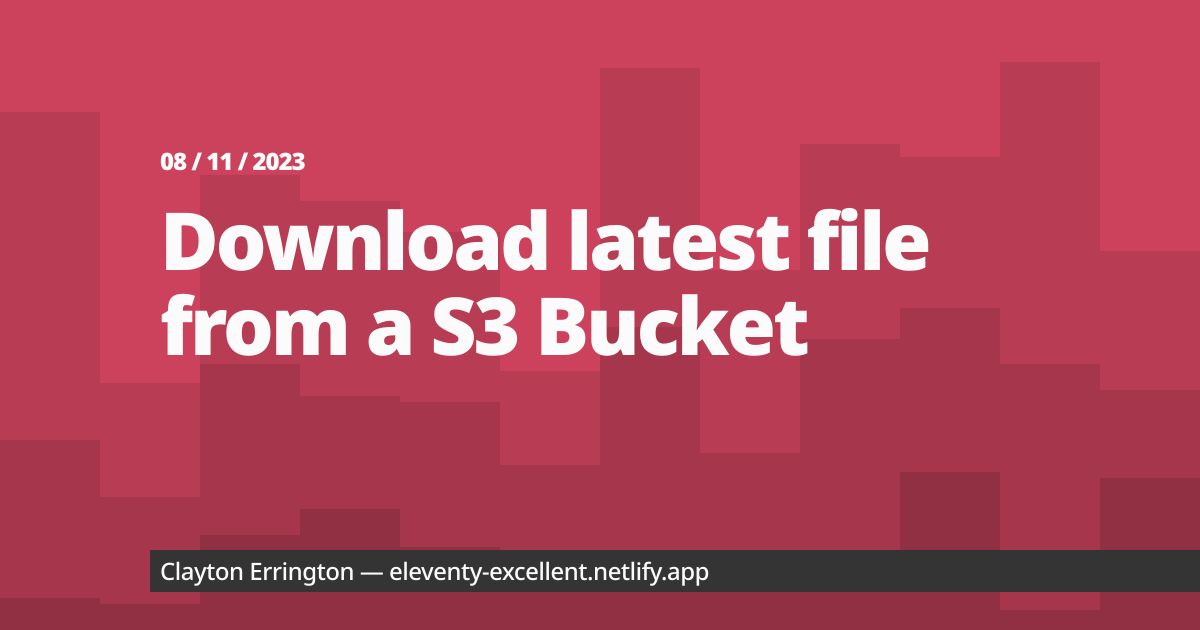 08 / 11 / 2023
Download latest file
from a S3 Bucket
Clayton Errington — eleventy-excellent.netlify.app